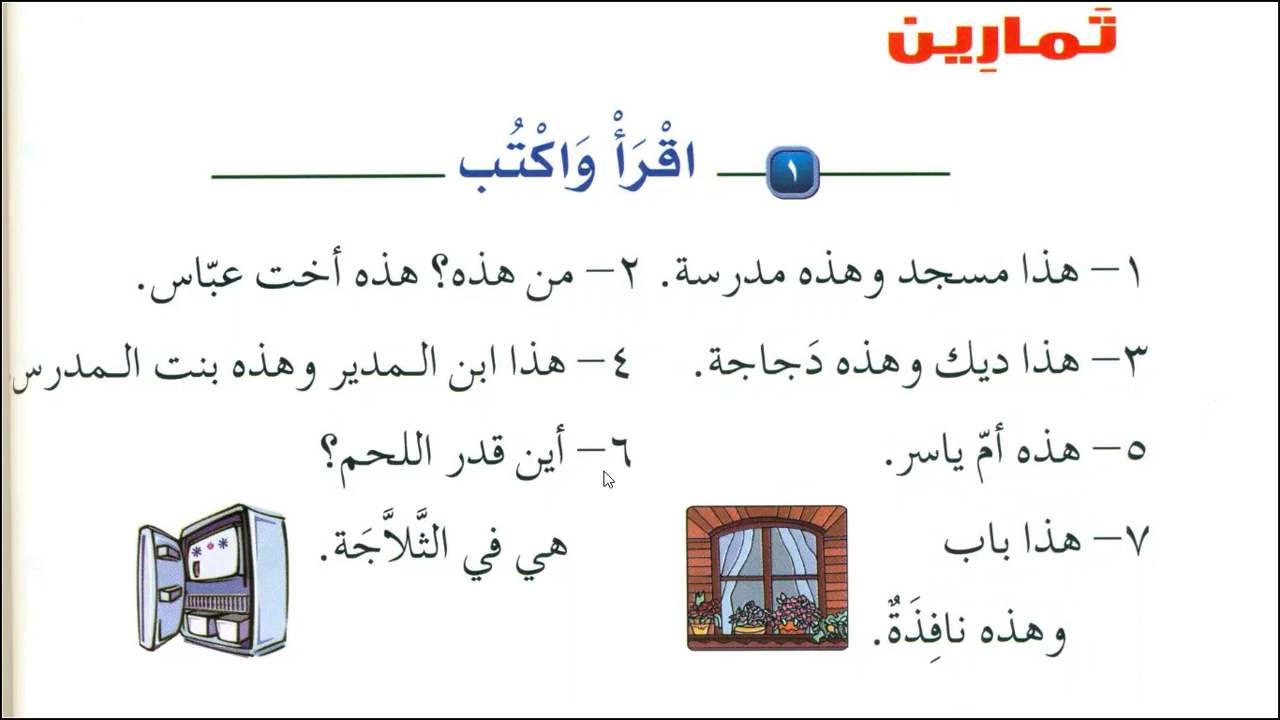 تَمارِين
١ اقْرَأْ وَاكْتُب
١– هذا مسجد وهذه مدرسة. ٢– من هذه؟ هذه أخت عبّاس.
٣– هذا ديك وهذه دَجاجة. ٤– هذا ابن الـمدير وهذه بنت الـمدرس
٥– هذه أمّ ياسر. ٦– أين قدر اللحم؟
٧– هذا باب هي في الثَّلاَّجَة.
وهذه نافِذَةٌ.